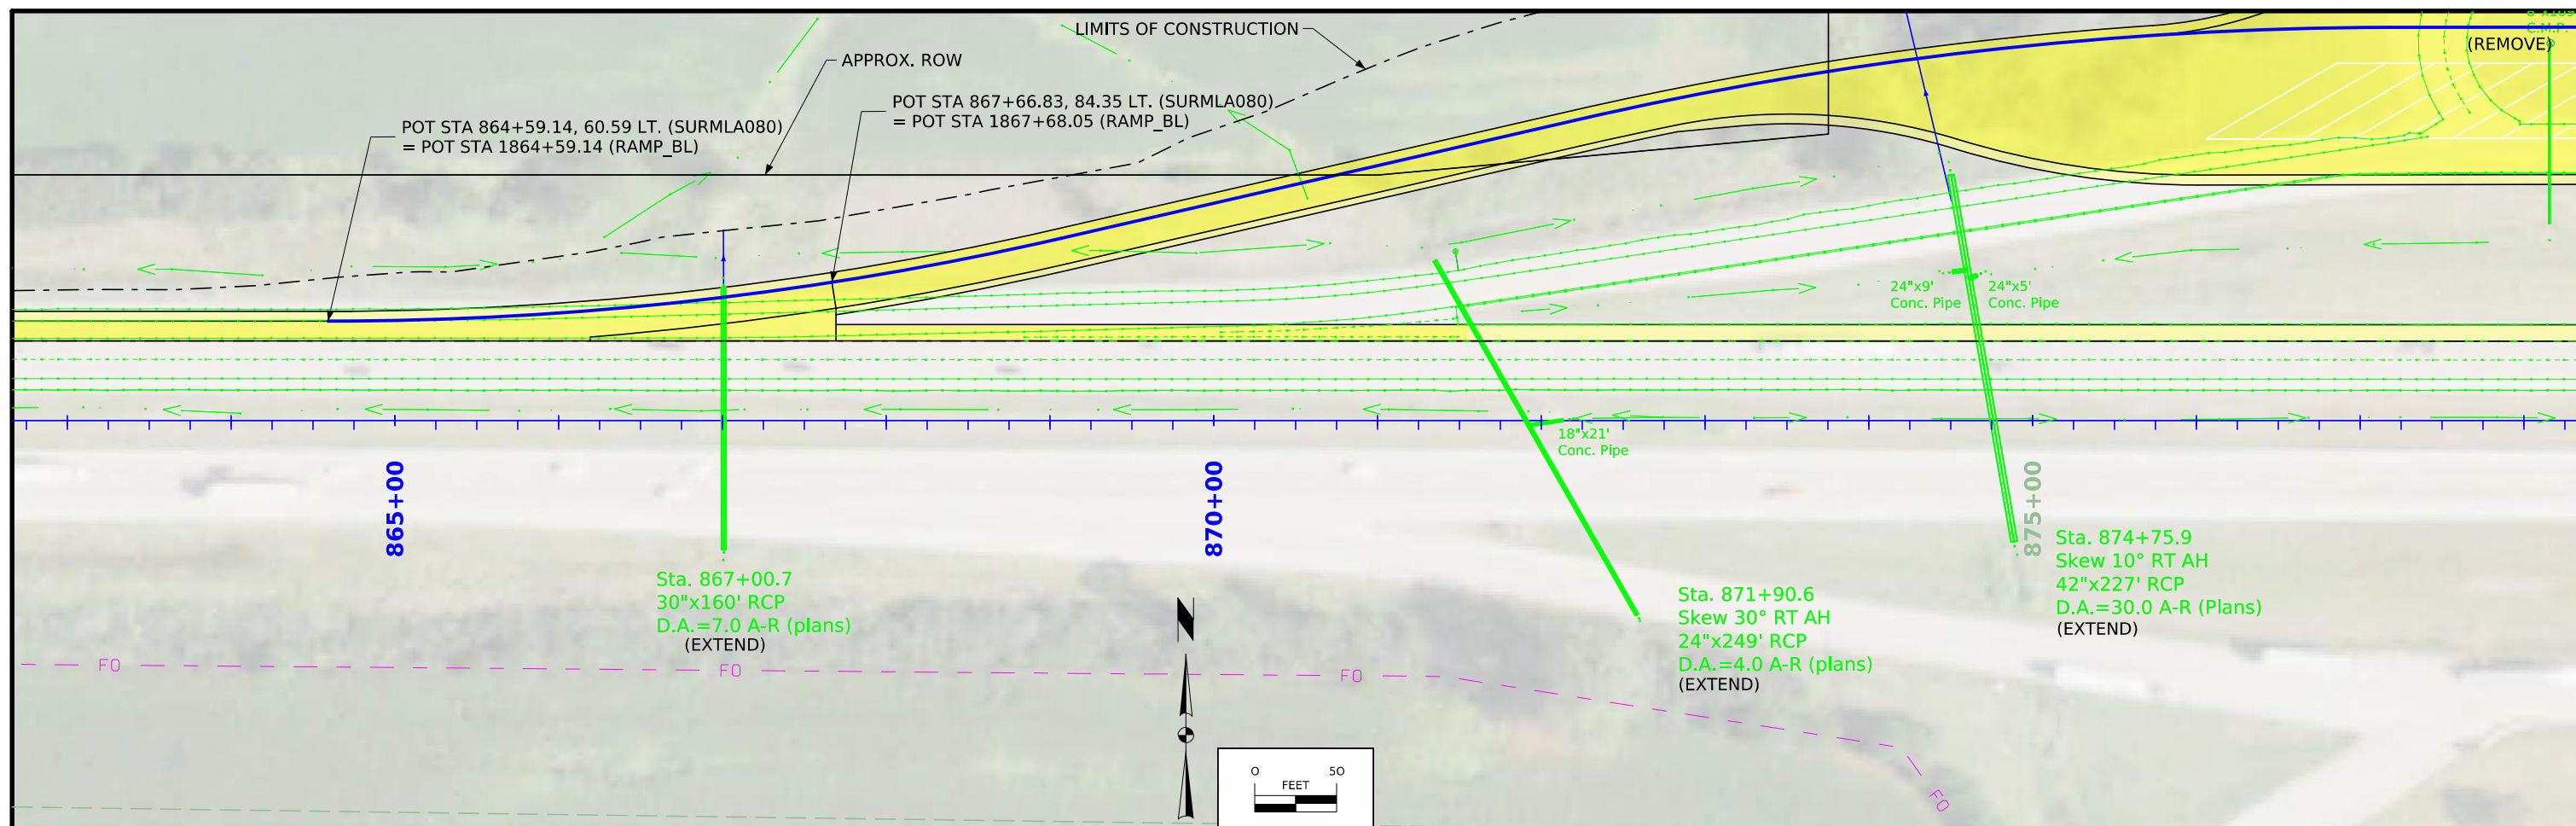 LIMITS OF CONSTRUCTION
APPROX. ROW
C.M.P.
(REMOVE)
POT STA 867+66.83, 84.35 LT. (SURMLA080)
= POT STA 1867+68.05 (RAMP_BL)
POT STA 864+59.14, 60.59 LT. (SURMLA080)
= POT STA 1864+59.14 (RAMP_BL)
24"x9'
Conc. Pipe
24"x5'
Conc. Pipe
18"x21'
Conc. Pipe
865+00
870+00
875+00
Sta. 867+00.7
30"x160' RCP
D.A.=7.0 A-R (plans)
(EXTEND)
Sta. 871+90.6
Skew 30° RT AH
24"x249' RCP
D.A.=4.0 A-R (plans)
(EXTEND)
Sta. 874+75.9
Skew 10° RT AH
42"x227' RCP
D.A.=30.0 A-R (Plans)
(EXTEND)
FO
FO
FO
FO
N
0 50
FEET